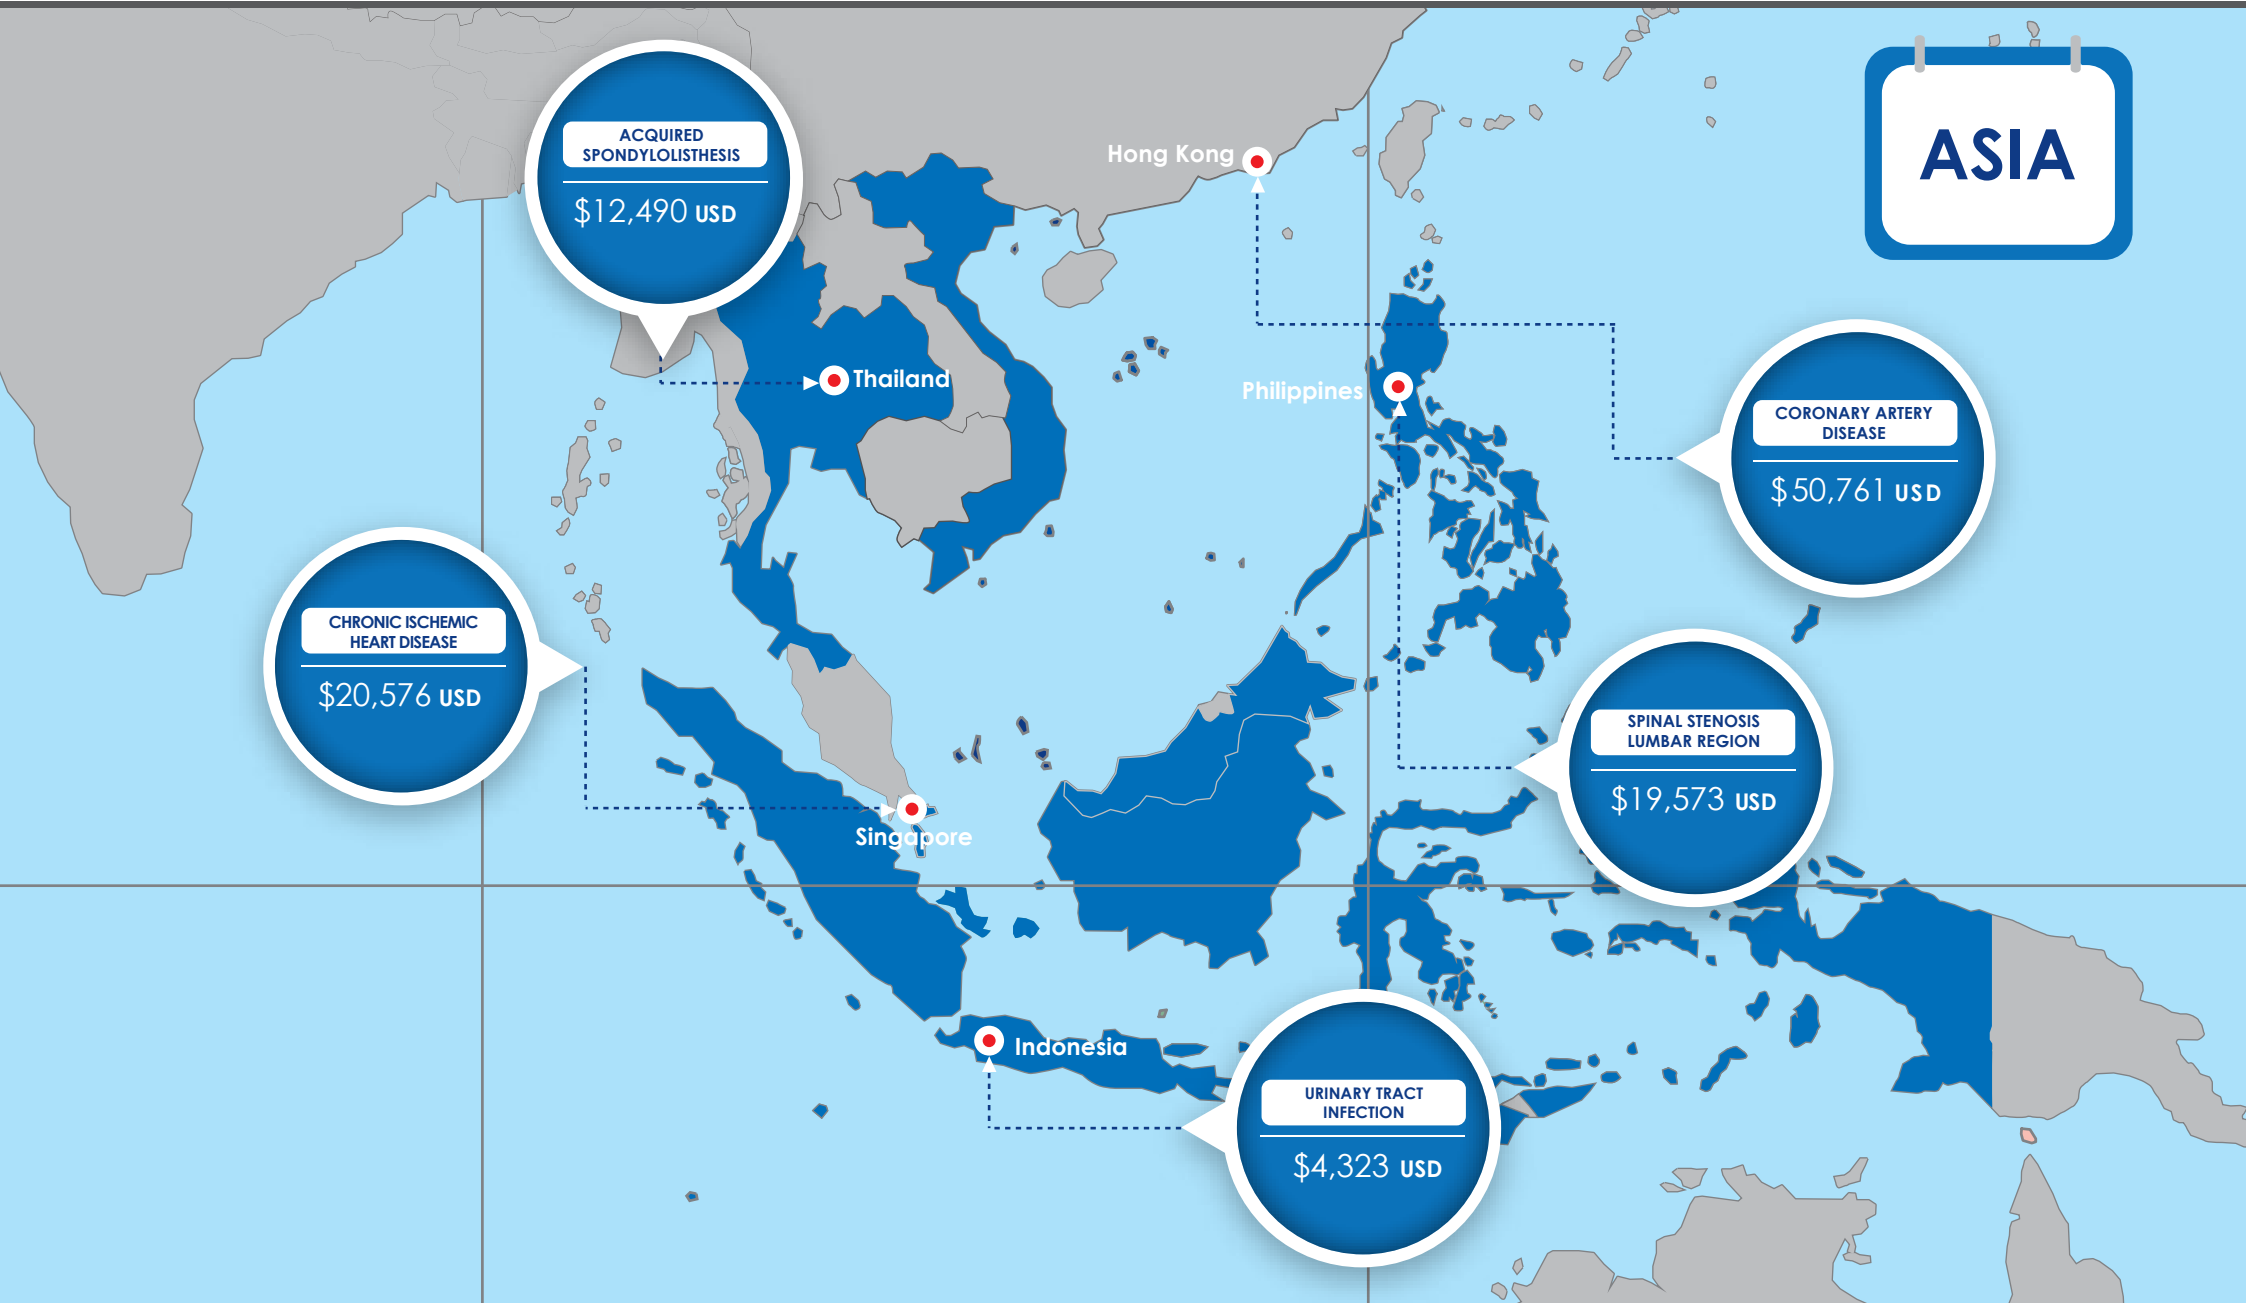 ASIA
ACQUIRED
SPONDYLOLISTHESIS
$12,490 USD
Hong Kong
Thailand
Philippines
CORONARY ARTERY
DISEASE
$50,761 USD
CHRONIC ISCHEMIC
HEART DISEASE
$20,576 USD
SPINAL STENOSIS
LUMBAR REGION
$19,573 USD
Singapore
Indonesia
URINARY TRACT
INFECTION
$4,323 USD